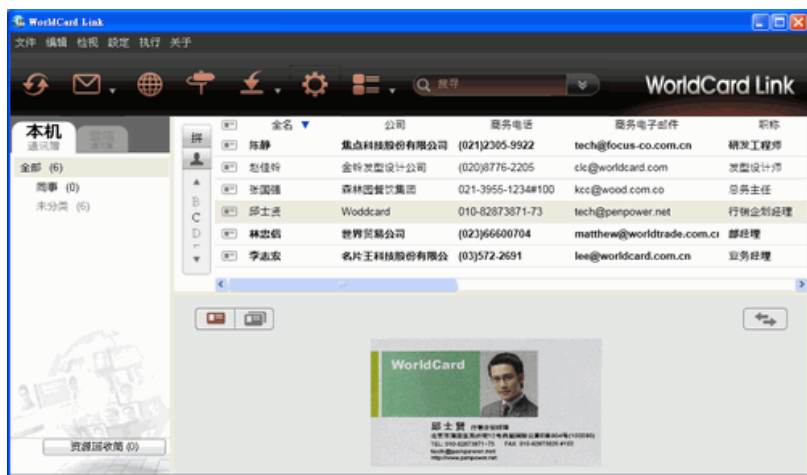 WorldCard Link
文件 编辑 检视 设定 执行 关于
搜寻
WorldCard Link
本机
通讯簿
全部 (6)
同事 (0)
未分类 (6)
资源回收筒 (0)
拼
B
C
D
全名 公司 商务电话 商务电子邮件 职称
陈静 焦点科技股份有限公司 (021)2305-9922 tech@focus-co.com.cn 研发工程师
赵佳铃 金铃发型设计公司 (020)8776-2205 clc@worldcard.com 发型设计师
张国强 森林园餐饮集团 021-3955-1234#100 kcc@wood.com.co 总务主任
邱士贤 Woddcard 010-82873871-73 tech@penpower.net 行销企划经理
林忠侣 世界贸易公司 (023)66600704 matthew@worldtrade.com.c 部经理
李志宏 名片王科技股份有限公 (03)572-2691 lee@worldcard.com.cn 业务经理
WorldCard
邱士贤
tech@penpower.net
http://www.penpower.net